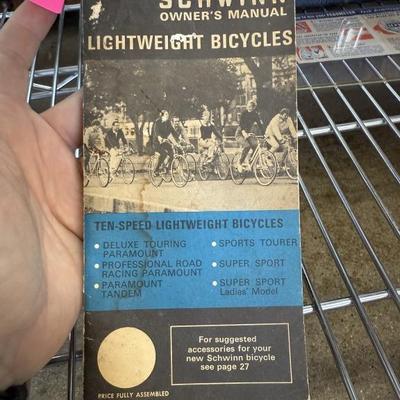 SCHWINN
OWNER'S MANUAL
LIGHTWEIGHT BICYCLES
TEN-SPEED LIGHTWEIGHT BICYCLES
• DELUXE TOURING
PARAMOUNT
• PROFESSIONAL ROAD
RACING PARAMOUNT
• PARAMOUNT
TANDEM
• SPORTS TOURER
• SUPER SPORT
• SUPER SPORT
Ladies' Model
For suggested
accessories for your
new Schwinn bicycle
see page 27
PRICE FULLY ASSEMBLED